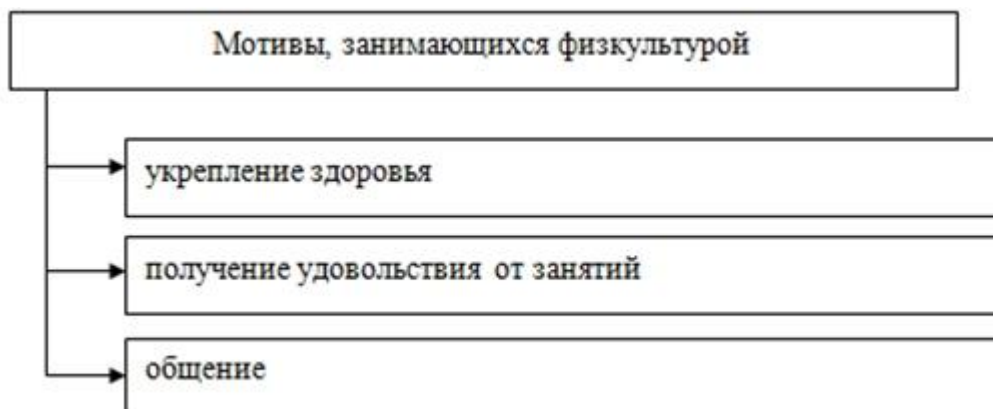 Мотивы, занимающихся физкультурой
укрепление здоровья
получение удовольствия от занятий
общение